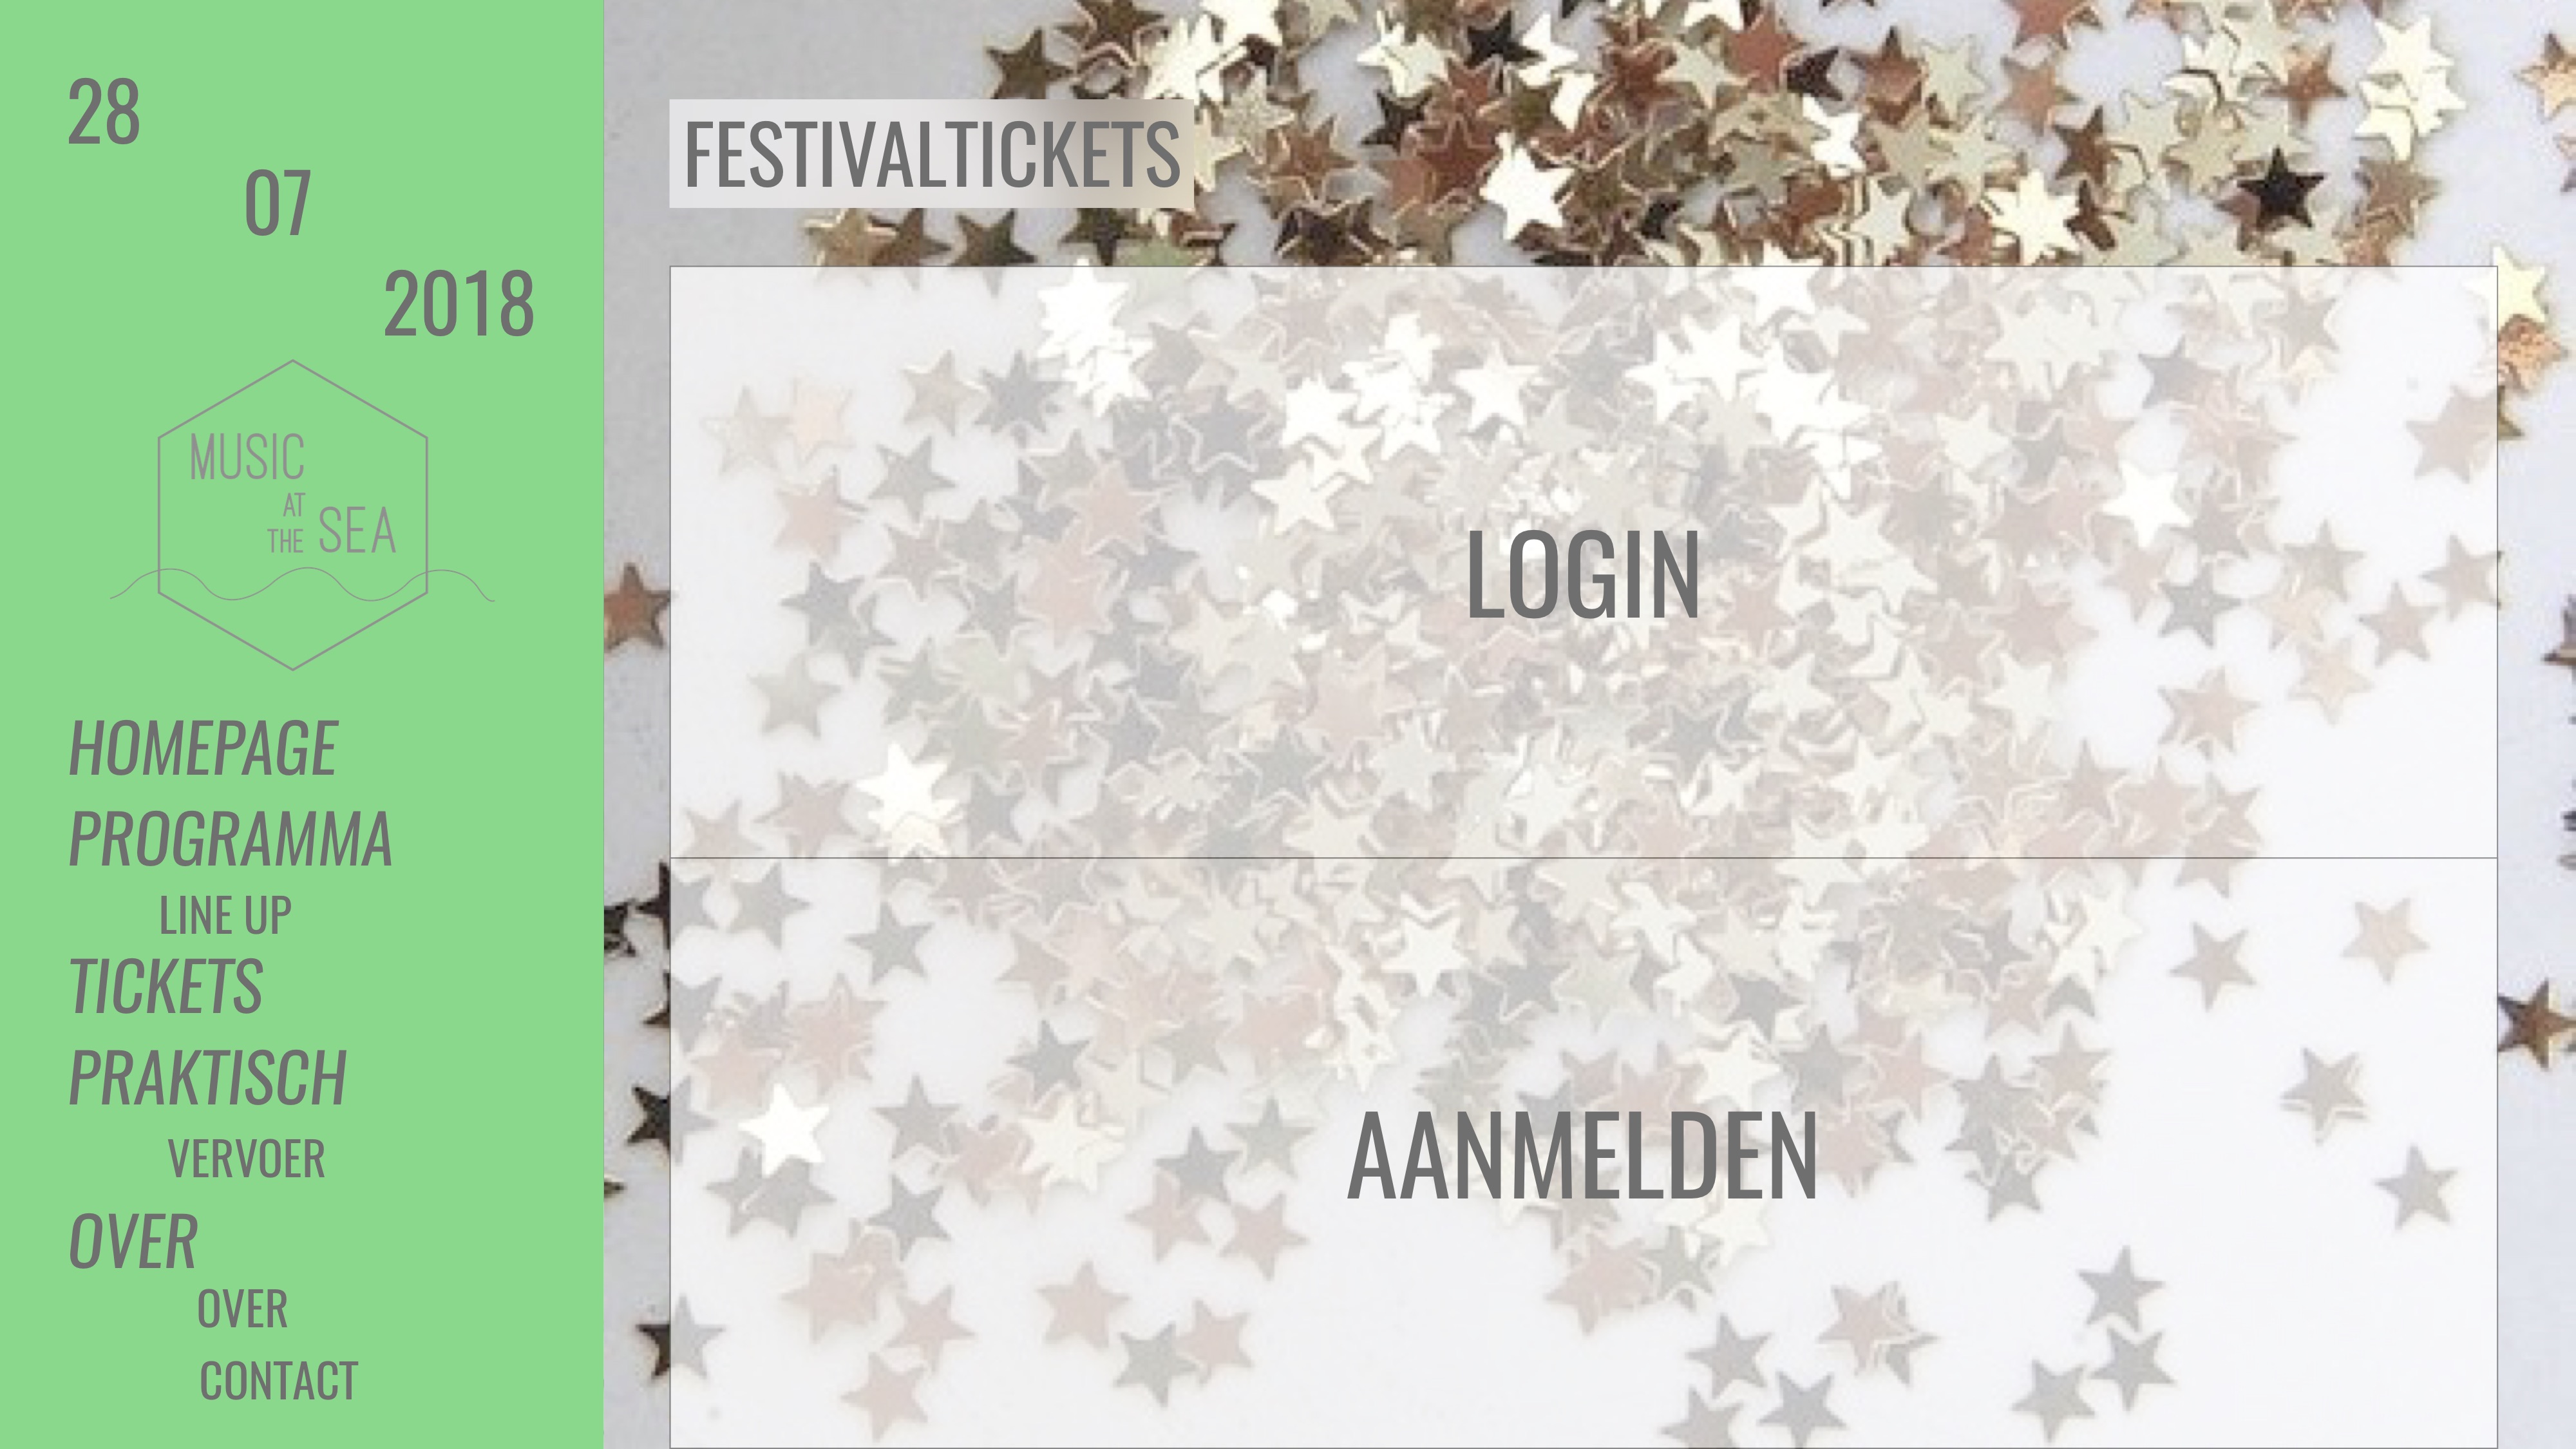 28
07
2018
MUSIC
AT
THE SEA
HOMEPAGE
PROGRAMMA
LINE UP
TICKETS
PRAKTISCH
VERVOER
OVER
OVER
CONTACT
FESTIVALTICKETS
LOGIN
AANMELDEN